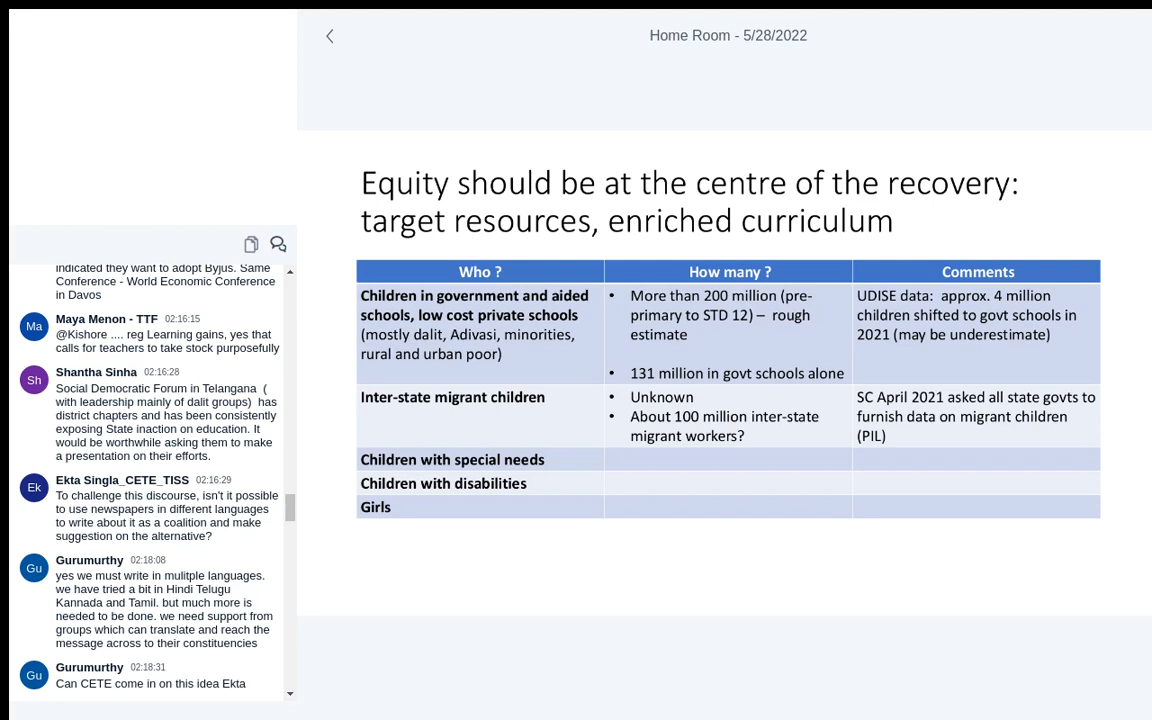 Home Room - 5/28/2022
indicated they want to adopt Byjus. Same
Conference - World Economic Conference
in Davos
Ma
Maya Menon - TTF 02:16:15
@Kishore .... reg Learning gains, yes that
calls for teachers to take stock purposefully
Sh
Shantha Sinha 02:16:28
Social Democratic Forum in Telangana (
with leadership mainly of dalit groups) has
district chapters and has been consistently
exposing State inaction on education. It
would be worthwhile asking them to make
a presentation on their efforts.
Ek
Ekta Singla_CETE_TISS 02:16:29
To challenge this discourse, isn't it possible
to use newspapers in different languages
to write about it as a coalition and make
suggestion on the alternative?
Gu
Gurumurthy 02:18:08
yes we must write in mulitple languages.
we have tried a bit in Hindi Telugu
Kannada and Tamil. but much more is
needed to be done. we need support from
groups which can translate and reach the
message across to their constituencies
Gu
Gurumurthy 02:18:31
Can CETE come in on this idea Ekta
Equity should be at the centre of the recovery:
target resources, enriched curriculum
Who ? How many ? Comments
Children in government and aided
schools, low cost private schools
(mostly dalit, Adivasi, minorities,
rural and urban poor)
• More than 200 million (pre-
primary to STD 12) – rough
estimate
• 131 million in govt schools alone
UDISE data: approx. 4 million
children shifted to govt schools in
2021 (may be underestimate)
Inter-state migrant children
• Unknown
• About 100 million inter-state
migrant workers?
SC April 2021 asked all state govts to
furnish data on migrant children
(PIL)
Children with special needs
Children with disabilities
Girls